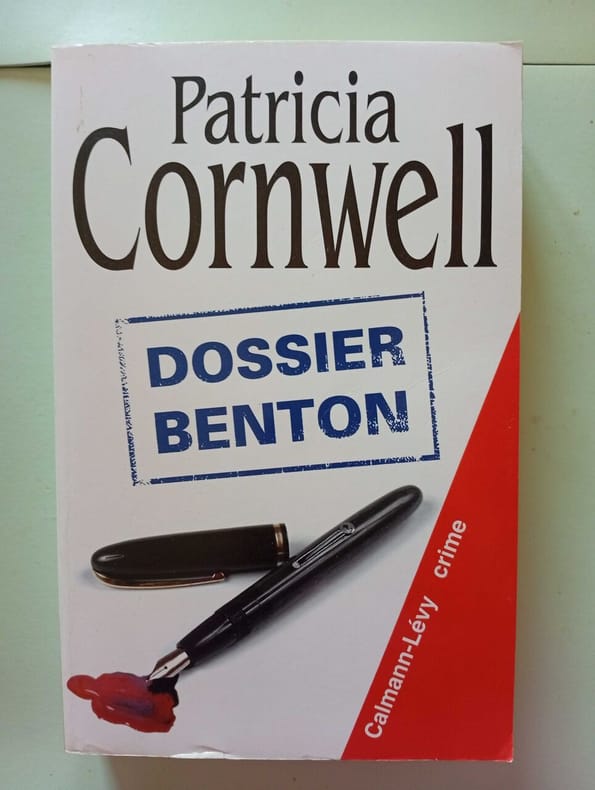 Patricia
Cornwell
DOSSIER
BENTON
Calmann-Lévy crime